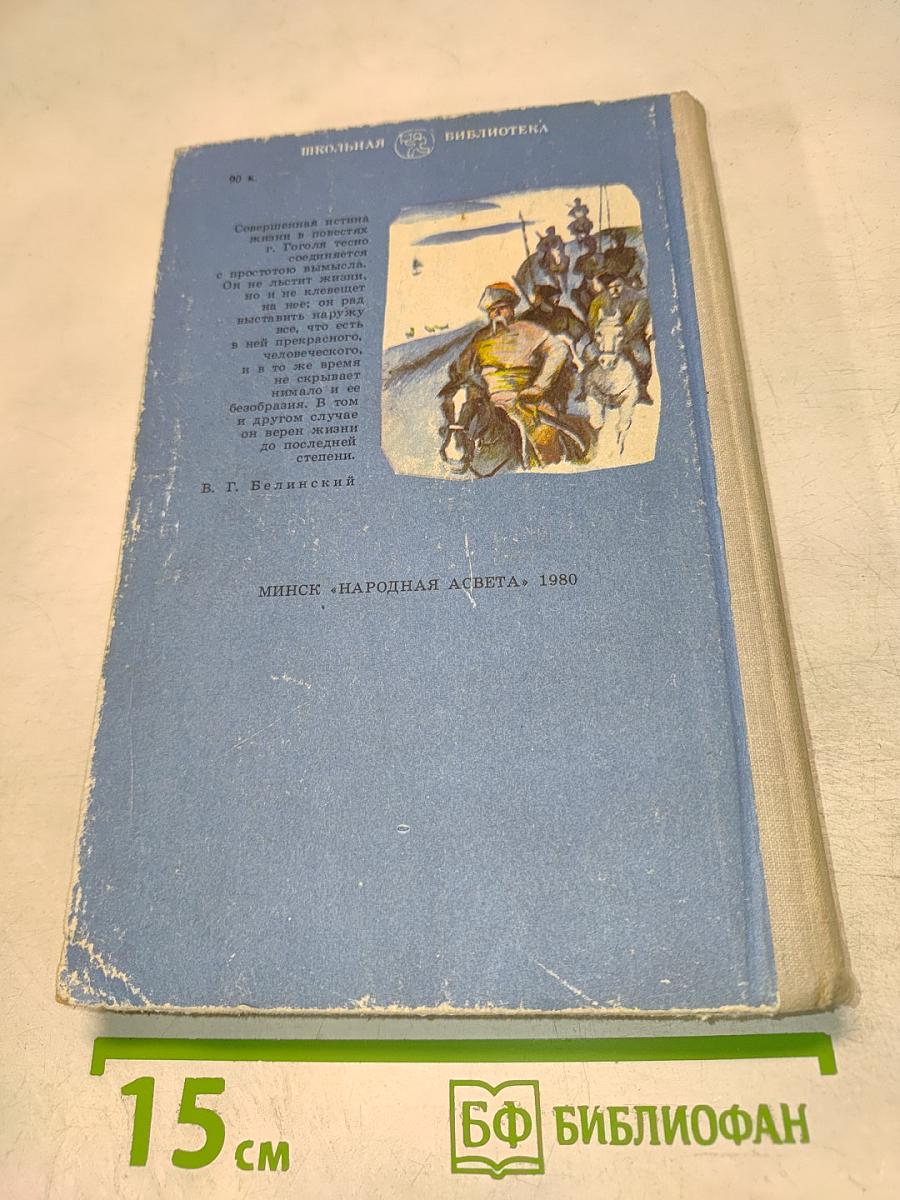 ШКОЛЬНАЯ БИБЛИОТЕКА
90 к.
Совершенная истина
жизни в повестях
г. Гоголя тесно
соединяется
с простотою вымысла.
Он не льстит жизни,
но и не клевещет
на нее; он рад
выставить наружу
все, что есть
в ней прекрасного,
человеческого,
и в то же время
не скрывает
нимало и ее
безобразия. В том
и другом случае
он верен жизни
до последней
степени.
В. Г. Белинский
МИНСК «НАРОДНАЯ АСВЕТА» 1980
15 см
БФ БИБЛИОФАН